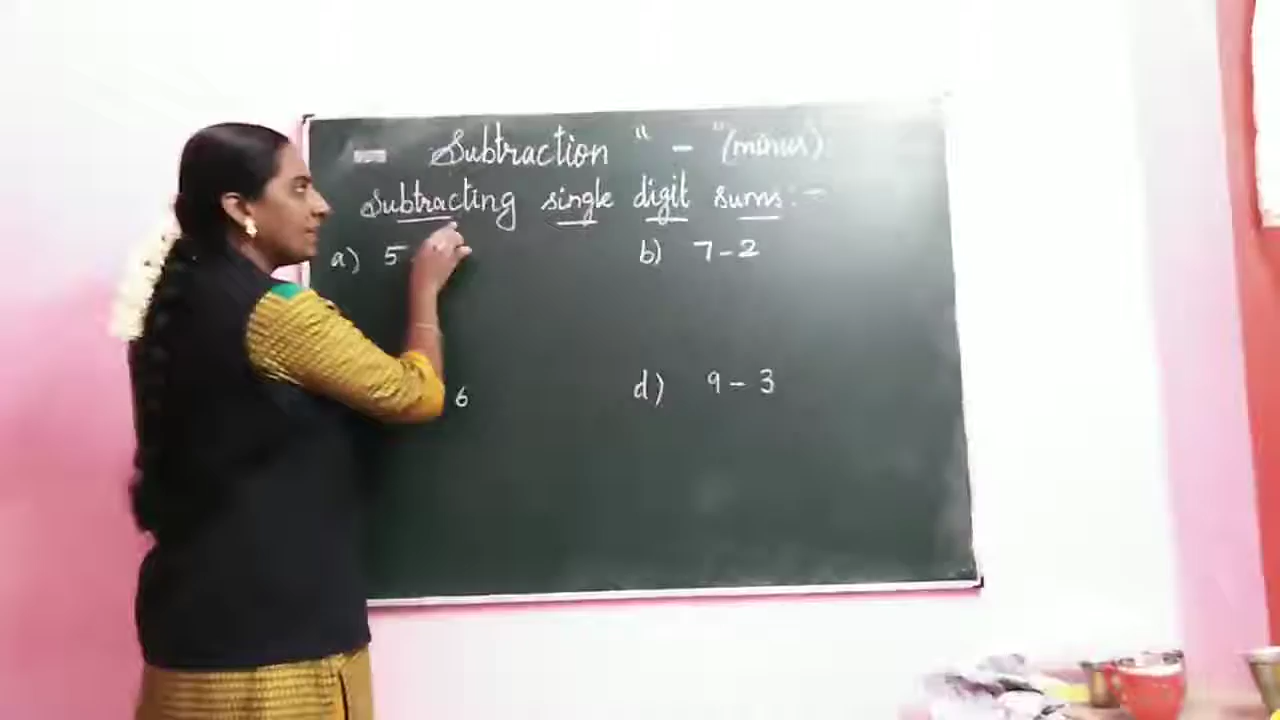 Subtraction "-" (minus)
Subtracting single digit sums:-
a) 5 b) 7-2
6 d) 9-3